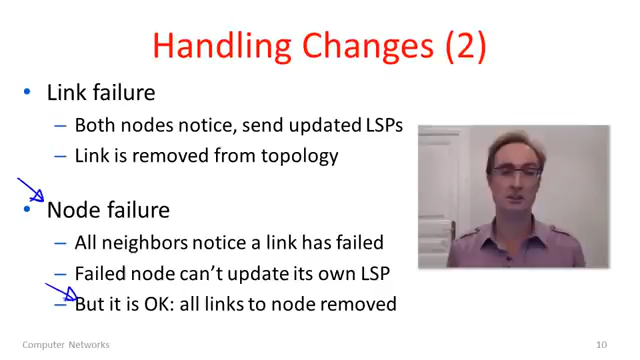 Handling Changes (2)
• Link failure
– Both nodes notice, send updated LSPs
– Link is removed from topology
• Node failure
– All neighbors notice a link has failed
– Failed node can't update its own LSP
– But it is OK: all links to node removed
Computer Networks
10